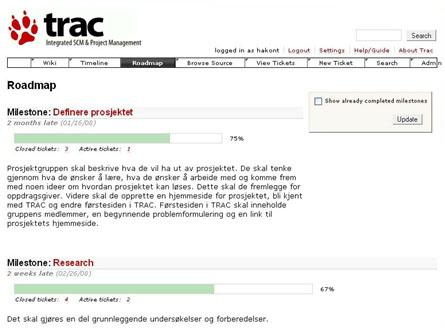 trac
Integrated SCM & Project Management
Search
logged in as hakont Logout Settings Help/Guide About Trac
Wiki Timeline Roadmap Browse Source View Tickets New Ticket Search Admin
Roadmap
Show already completed milestones
Update
Milestone: Definere prosjektet
2 months late (01/16/08)
75%
Closed tickets: 3 Active tickets: 1
Prosjektgruppen skal beskrive hva de vil ha ut av prosjektet. De skal tenke
gjennom hva de ønsker å lære, hva de ønsker å arbeide med og komme frem
med noen ideer om hvordan prosjektet kan løses. Dette skal de fremlegge for
oppdragsgiver. Videre skal de opprette en hjemmeside for prosjektet, bli kjent
med TRAC og endre førstesiden i TRAC. Førstesiden i TRAC skal inneholde
gruppens medlemmer, en begynnende problemformulering og en link til
prosjektets hjemmeside.
Milestone: Research
2 weeks late (02/26/08)
67%
Closed tickets: 4 Active tickets: 2
Det skal gjøres en del grunnleggende undersøkelser og forberedelser.